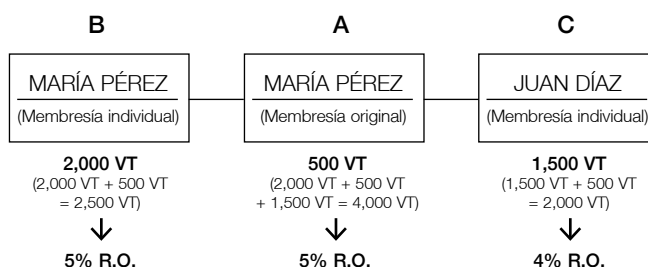 B
MARÍA PÉREZ
(Membresía individual)
2,000 VT
(2,000 VT + 500 VT
= 2,500 VT)
5% R.O.
A
MARÍA PÉREZ
(Membresía original)
500 VT
(2,000 VT + 500 VT
+ 1,500 VT = 4,000 VT)
5% R.O.
C
JUAN DÍAZ
(Membresía individual)
1,500 VT
(1,500 VT + 500 VT
= 2,000 VT)
4% R.O.